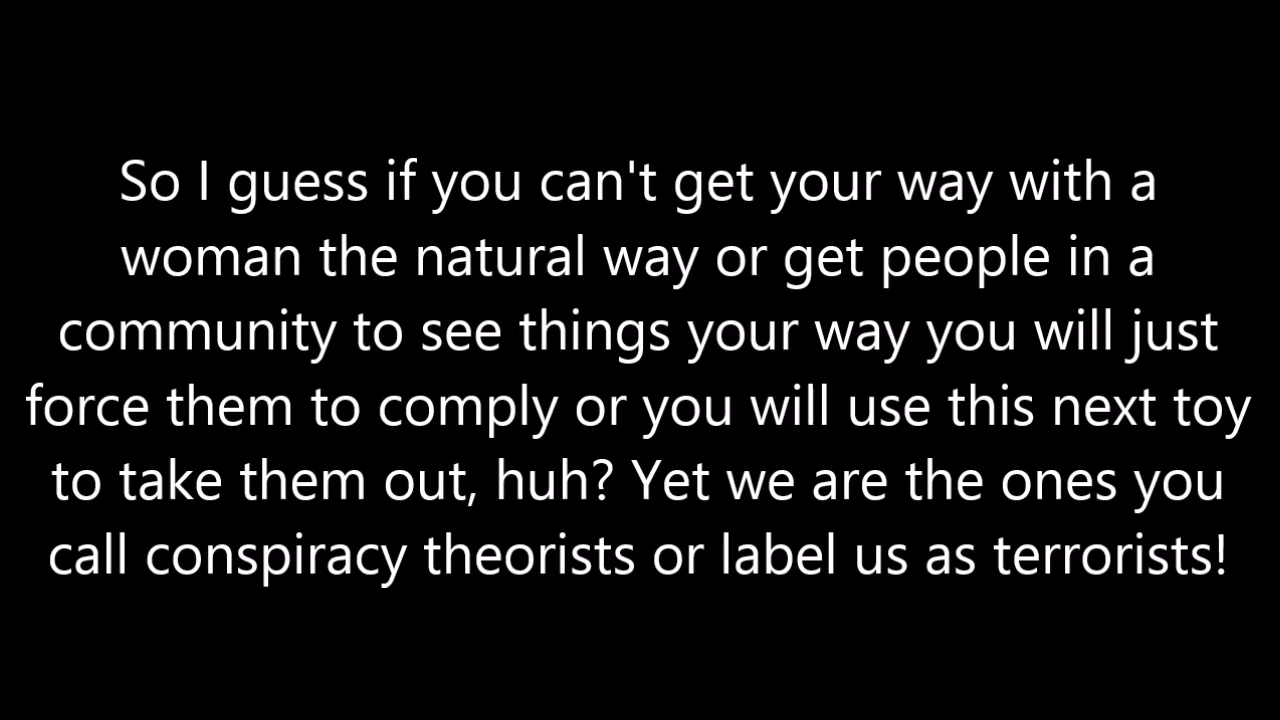 So I guess if you can't get your way with a
woman the natural way or get people in a
community to see things your way you will just
force them to comply or you will use this next toy
to take them out, huh? Yet we are the ones you
call conspiracy theorists or label us as terrorists!